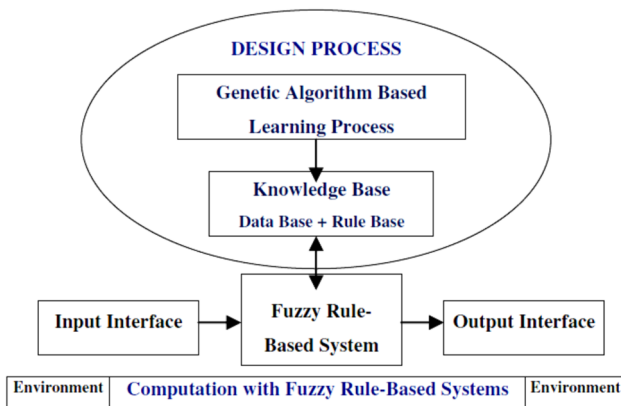 DESIGN PROCESS
Genetic Algorithm Based
Learning Process
Knowledge Base
Data Base + Rule Base
Input Interface
Fuzzy Rule-
Based System
Output Interface
Environment
Computation with Fuzzy Rule-Based Systems
Environment